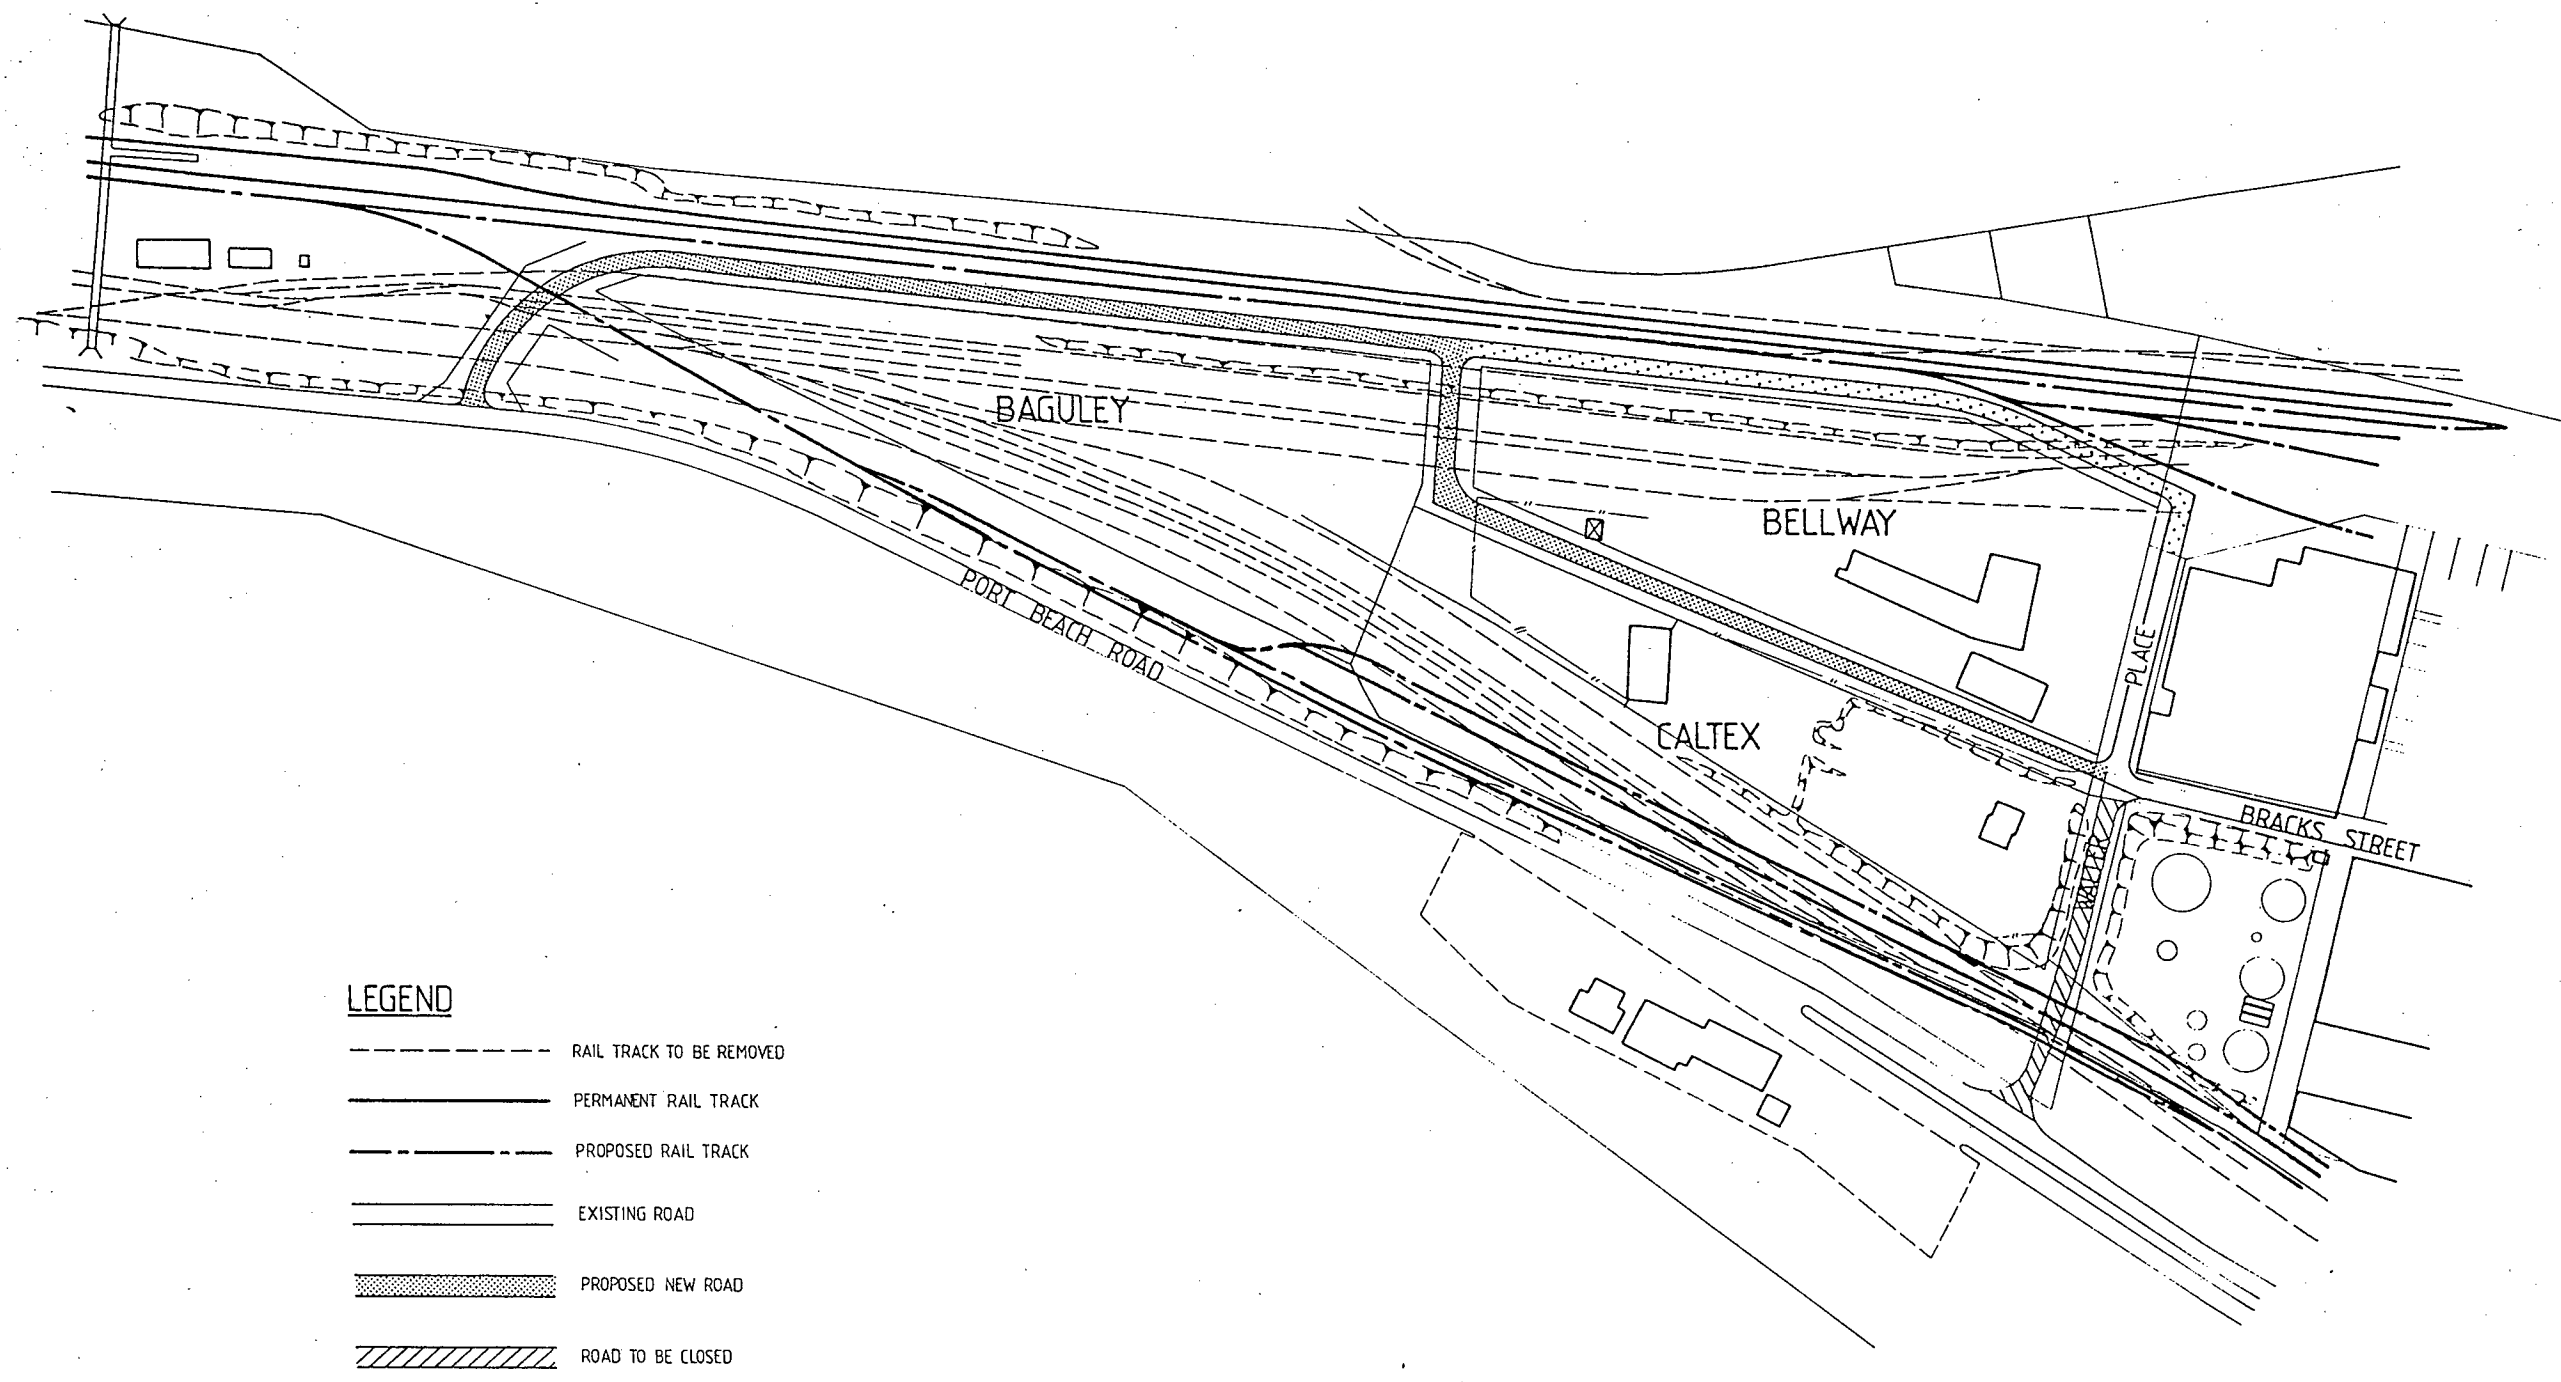 BAGULEY
BELLWAY
PORT BEACH ROAD
PLACE
CALTEX
BRACKS STREET
LEGEND
RAIL TRACK TO BE REMOVED
PERMANENT RAIL TRACK
PROPOSED RAIL TRACK
EXISTING ROAD
PROPOSED NEW ROAD
ROAD TO BE CLOSED